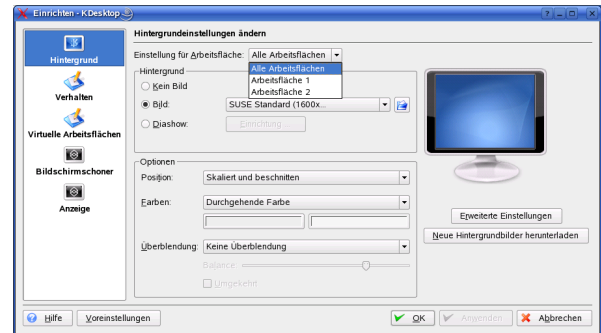 Einrichten - KDesktop
Hintergrund
Verhalten
Virtuelle Arbeitsflächen
Bildschirmschoner
Anzeige
Hintergrundeinstellungen ändern
Einstellung für Arbeitsfläche: Alle Arbeitsflächen
Alle Arbeitsflächen
Arbeitsfläche 1
Arbeitsfläche 2
Hintergrund
Kein Bild
Bild: SUSE Standard (1600x...
Diashow: Einrichtung...
Optionen
Position: Skaliert und beschnitten
Farben: Durchgehende Farbe
Überblendung: Keine Überblendung
Balance:
Umgekehrt
Erweiterte Einstellungen
Neue Hintergrundbilder herunterladen
Hilfe
Voreinstellungen
OK
Anwenden
Abbrechen